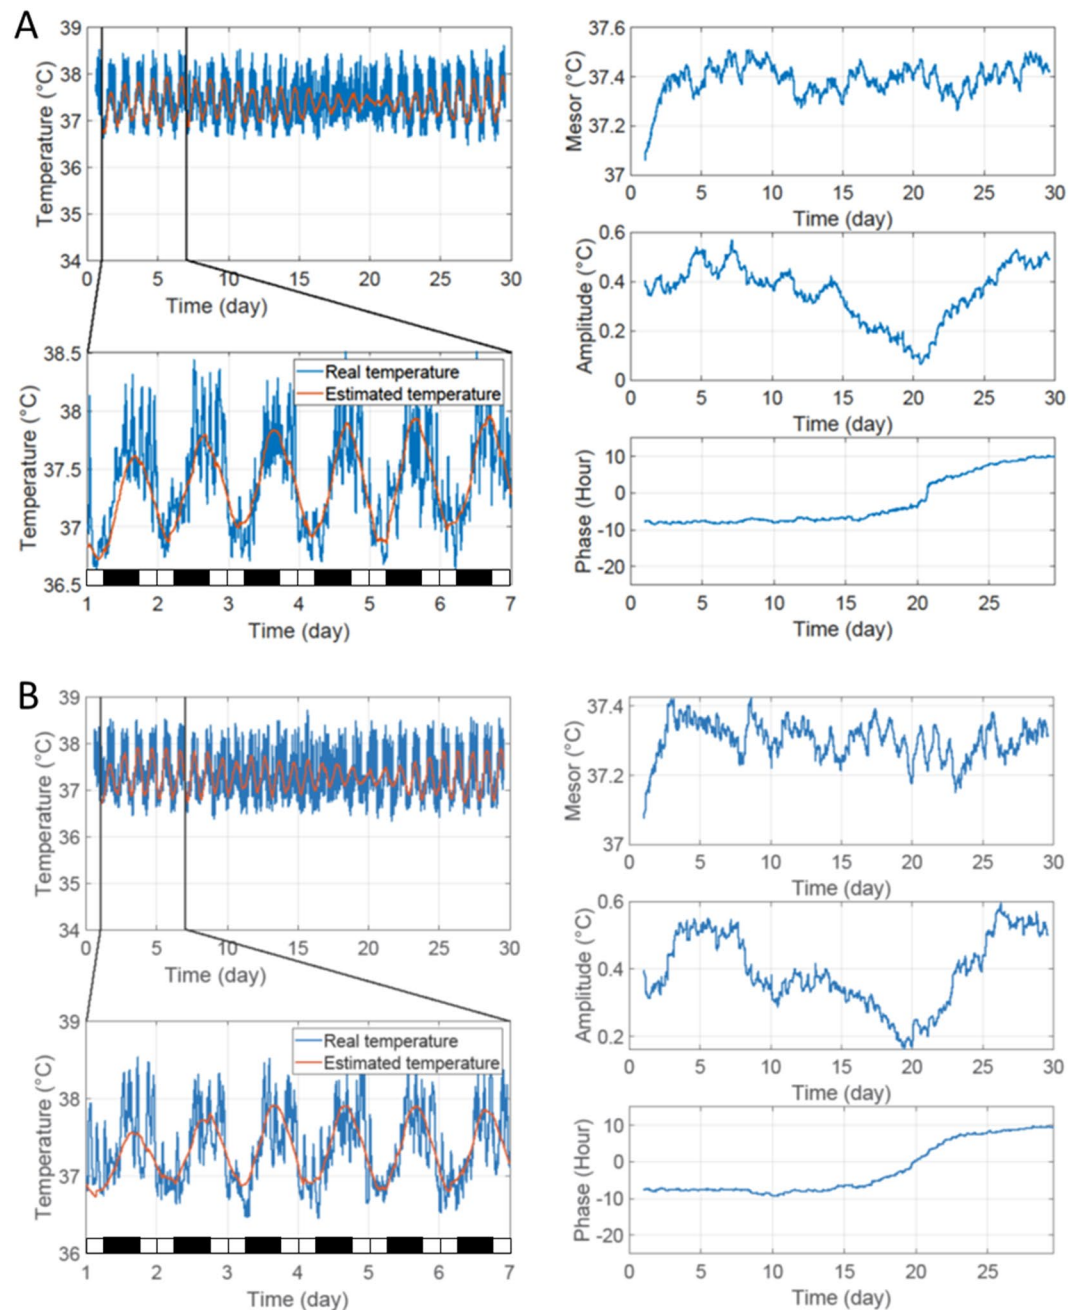 A
39
38
37
36
35
34
Temperature (°C)
0 5 10 15 20 25 30
Time (day)
38.5
38
37.5
37
36.5
Temperature (°C)
Real temperature
Estimated temperature
1 2 3 4 5 6 7
Time (day)
37.6
37.4
37.2
37
Mesor (°C)
0 5 10 15 20 25 30
Time (day)
0.6
0.4
0.2
0
Amplitude (°C)
0 5 10 15 20 25 30
Time (day)
10
0
-10
-20
Phase (Hour)
0 5 10 15 20 25
Time (day)
B
39
38
37
36
35
34
Temperature (°C)
0 5 10 15 20 25 30
Time (day)
39
38
37
36
Temperature (°C)
Real temperature
Estimated temperature
1 2 3 4 5 6 7
Time (day)
37.4
37.2
37
Mesor (°C)
0 5 10 15 20 25 30
Time (day)
0.6
0.4
0.2
Amplitude (°C)
0 5 10 15 20 25 30
Time (day)
10
0
-10
-20
Phase (Hour)
0 5 10 15 20 25
Time (day)